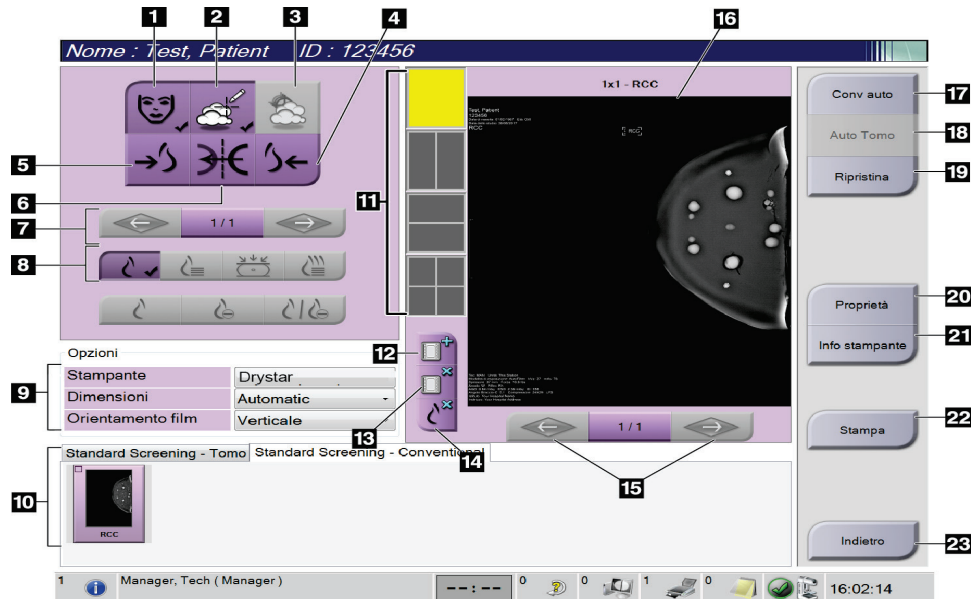 1
2
3
4
16
Nome : Test, Patient ID : 123456
1x1 - RCC
Test, Patient
123456
RCC
RCC
Conv auto
17
Auto Tomo
18
Ripristina
19
5
6
11
7
1 / 1
8
Proprietà
20
Info stampante
21
Opzioni
12
9
Stampante
Drystar
Dimensioni
Automatic
Orientamento film
Verticale
13
14
1 / 1
15
Stampa
22
Standard Screening - Tomo
Standard Screening - Conventional
10
RCC
Indietro
23
1
Manager, Tech ( Manager )
--:--
0
0
1
0
16:02:14